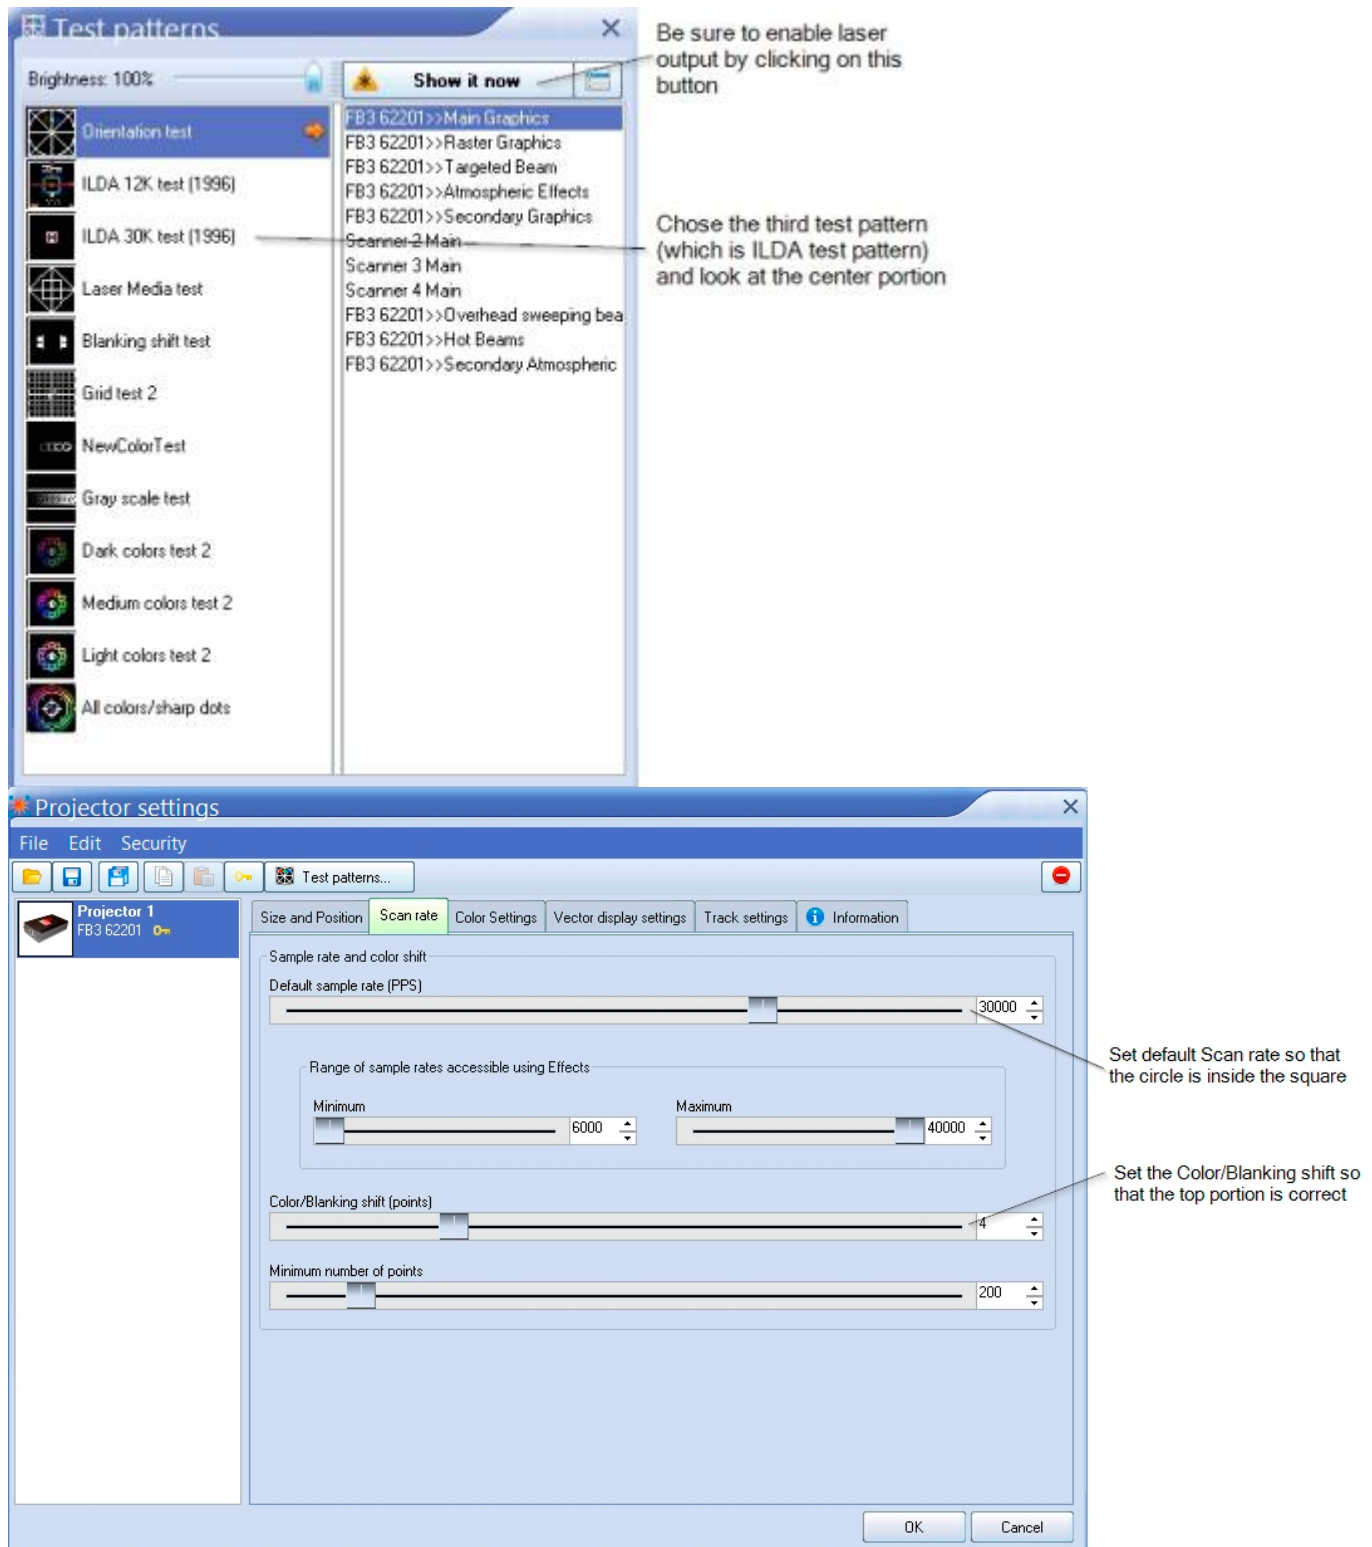 Test patterns
Be sure to enable laser
output by clicking on this
button
Brightness: 100%
Show it now
Orientation test
ILDA 12K test (1996)
ILDA 30K test (1996)
Laser Media test
Blanking shift test
Grid test 2
NewColorTest
Gray scale test
Dark colors test 2
Medium colors test 2
Light colors test 2
All colors/sharp dots
FB3 62201>>Main Graphics
FB3 62201>>Raster Graphics
FB3 62201>>Targeted Beam
FB3 62201>>Atmospheric Effects
FB3 62201>>Secondary Graphics
Scanner 2 Main
Scanner 3 Main
Scanner 4 Main
FB3 62201>>Overhead sweeping bea
FB3 62201>>Hot Beams
FB3 62201>>Secondary Atmospheric
Chose the third test pattern
(which is ILDA test pattern)
and look at the center portion
Projector settings
File Edit Security
Test patterns...
Projector 1
FB3 62201
Size and Position Scan rate Color Settings Vector display settings Track settings Information
Sample rate and color shift
Default sample rate (PPS)
30000
Range of sample rates accessible using Effects
Minimum Maximum
6000 40000
Color/Blanking shift (points)
4
Minimum number of points
200
Set default Scan rate so that
the circle is inside the square
Set the Color/Blanking shift so
that the top portion is correct
OK Cancel